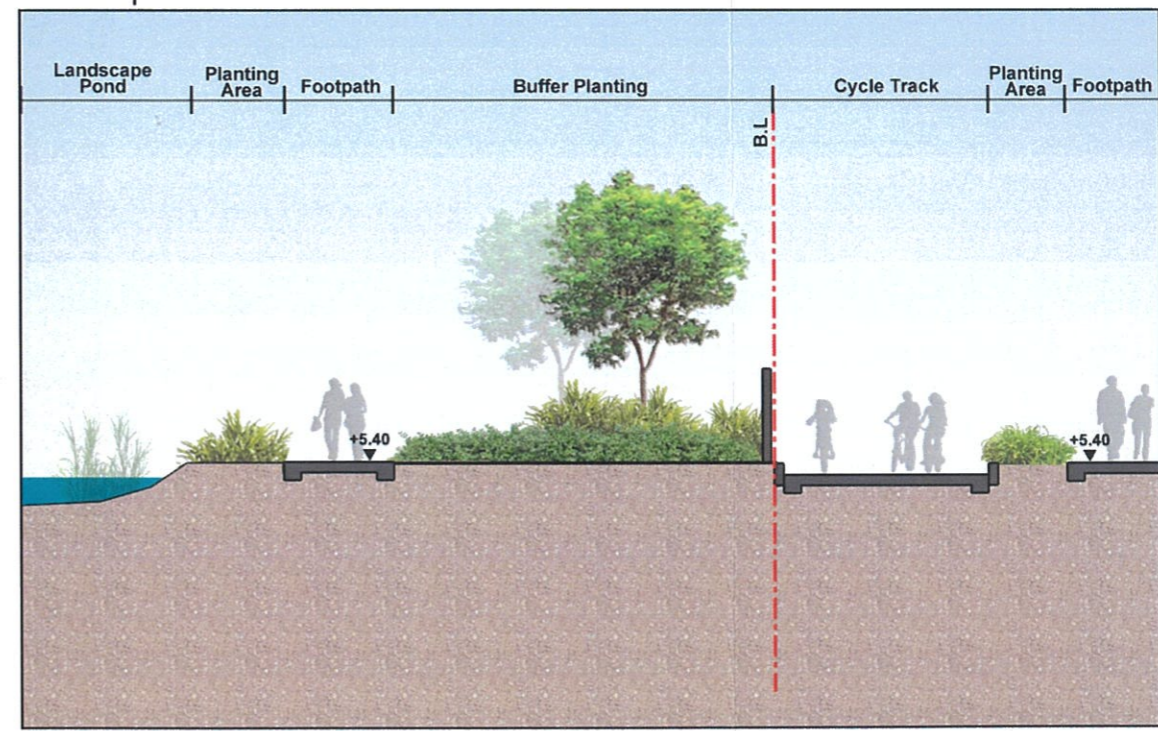 Landscape
Pond
Planting
Area
Footpath
Buffer Planting
Cycle Track
Planting
Area
Footpath
B.L
+5.40
+5.40